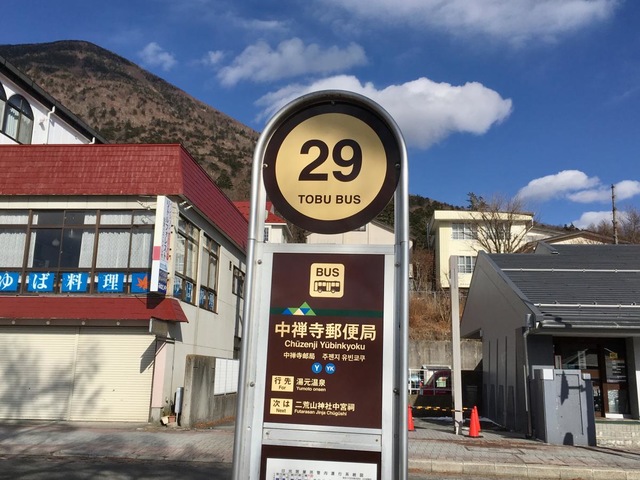 29
TOBU BUS
BUS
中禅寺郵便局
Chūzenji Yūbinkyoku
中禅寺邮局 주젠지 유빈쿄쿠
Y YK
行先 For 湯元温泉
Yumoto onsen
次は Next 二荒山神社中宮祠
Futarasan Jinja Chūgūshi
ゆば料理